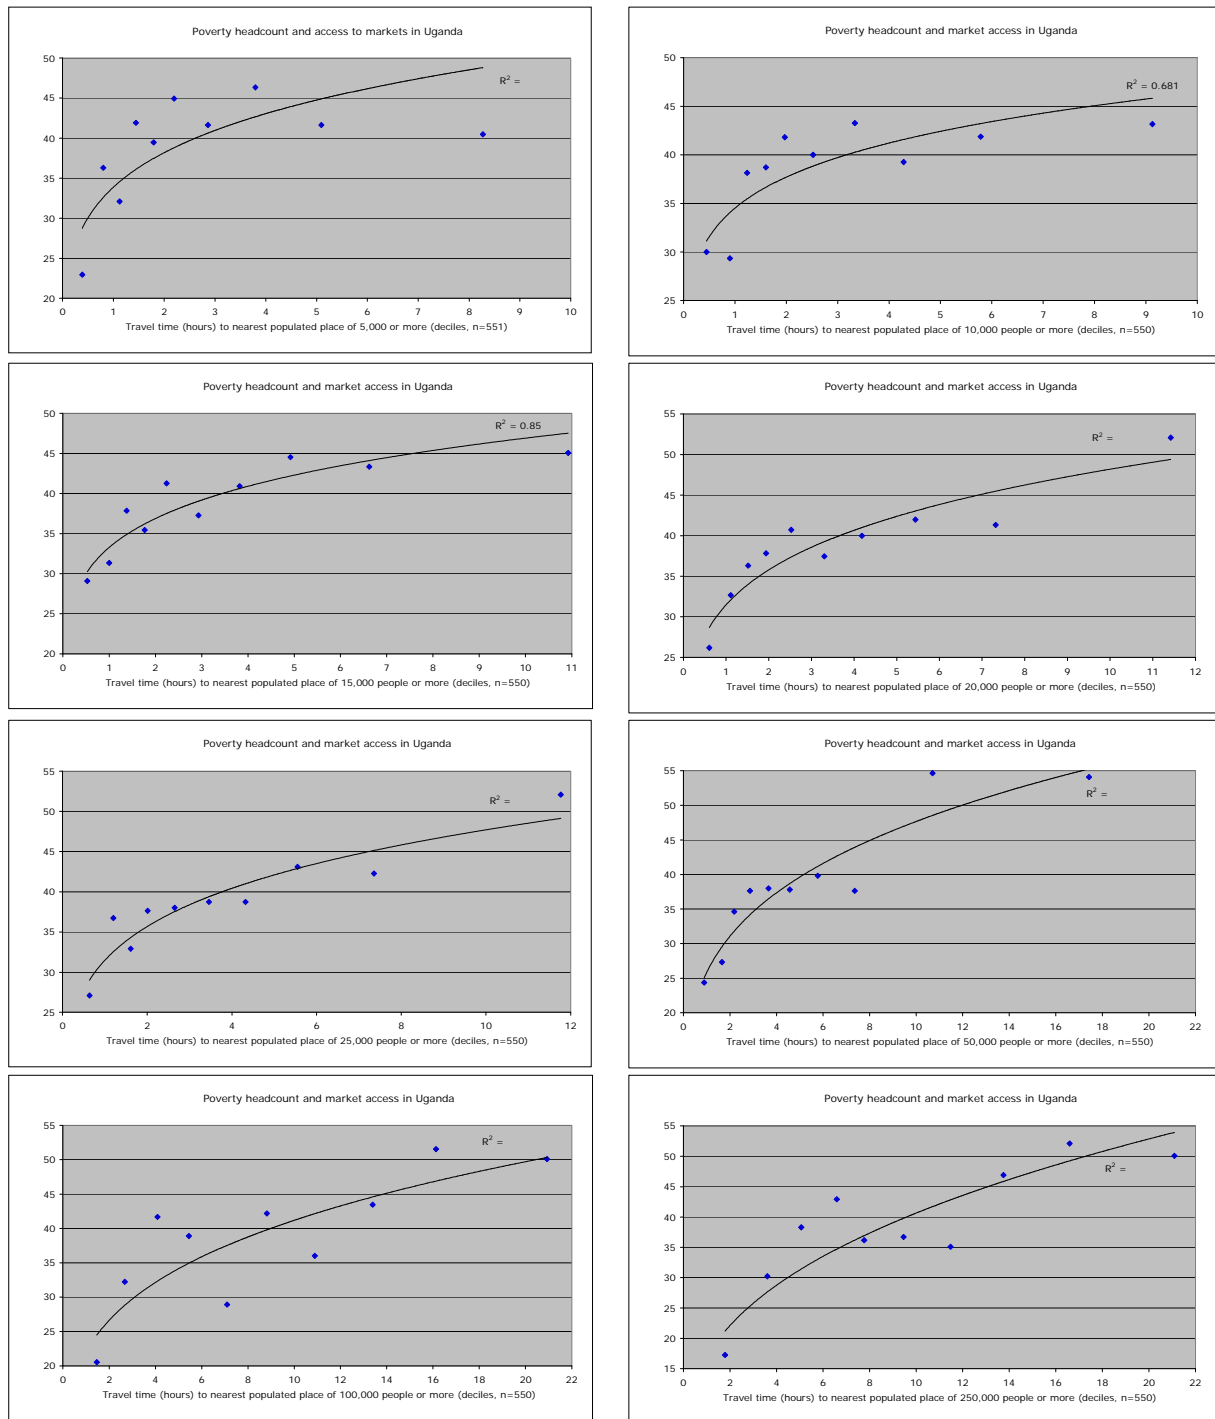 Poverty headcount and access to markets in Uganda
50
45
40
35
30
25
20
R² =
0 1 2 3 4 5 6 7 8 9 10
Travel time (hours) to nearest populated place of 5,000 or more (deciles, n=551)
Poverty headcount and market access in Uganda
50
45
40
35
30
25
R² = 0.681
0 1 2 3 4 5 6 7 8 9 10
Travel time (hours) to nearest populated place of 10,000 people or more (deciles, n=550)
Poverty headcount and market access in Uganda
50
45
40
35
30
25
20
R² = 0.85
0 1 2 3 4 5 6 7 8 9 10 11
Travel time (hours) to nearest populated place of 15,000 people or more (deciles, n=550)
Poverty headcount and market access in Uganda
55
50
45
40
35
30
25
R² =
0 1 2 3 4 5 6 7 8 9 10 11 12
Travel time (hours) to nearest populated place of 20,000 people or more (deciles, n=550)
Poverty headcount and market access in Uganda
55
50
45
40
35
30
25
R² =
0 2 4 6 8 10 12
Travel time (hours) to nearest populated place of 25,000 people or more (deciles, n=550)
Poverty headcount and market access in Uganda
55
50
45
40
35
30
25
20
R² =
0 2 4 6 8 10 12 14 16 18 20 22
Travel time (hours) to nearest populated place of 50,000 people or more (deciles, n=550)
Poverty headcount and market access in Uganda
55
50
45
40
35
30
25
20
R² =
0 2 4 6 8 10 12 14 16 18 20 22
Travel time (hours) to nearest populated place of 100,000 people or more (deciles, n=550)
Poverty headcount and market access in Uganda
55
50
45
40
35
30
25
20
15
R² =
0 2 4 6 8 10 12 14 16 18 20 22
Travel time (hours) to nearest populated place of 250,000 people or more (deciles, n=550)